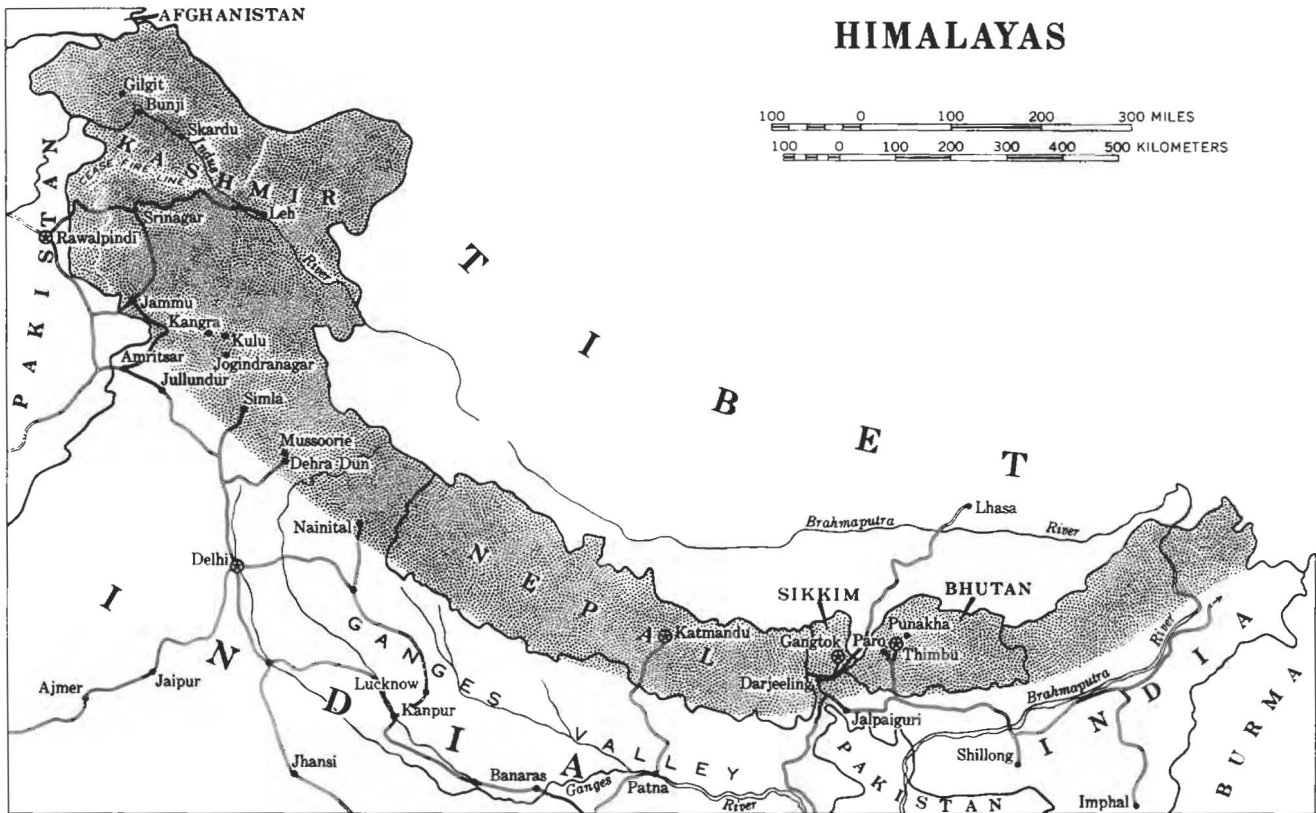 HIMALAYAS
100 0 100 200 300 MILES
100 0 100 200 300 400 500 KILOMETERS
AFGHANISTAN
Gilgit
Bunji
Skardu
Indus
KASHMIR
CEASE FIRE LINE
PAKISTAN
Srinagar
Leh
Rawalpindi
River
TIBET
Jammu
Kangra
Kulu
Jogindranagar
Amritsar
Jullundur
Simla
Mussoorie
Dehra Dun
Nainital
Delhi
Lhasa
Brahmaputra River
NEPAL
SIKKIM
BHUTAN
Katmandu
Gangtok
Paro
Punakha
Thimbu
Darjeeling
INDIA
GANGES VALLEY
Ajmer
Jaipur
Lucknow
Kanpur
Jhansi
Banaras
Ganges River
Patna
Jalpaiguri
PAKISTAN
Brahmaputra River
Shillong
INDIA
Imphal
BURMA